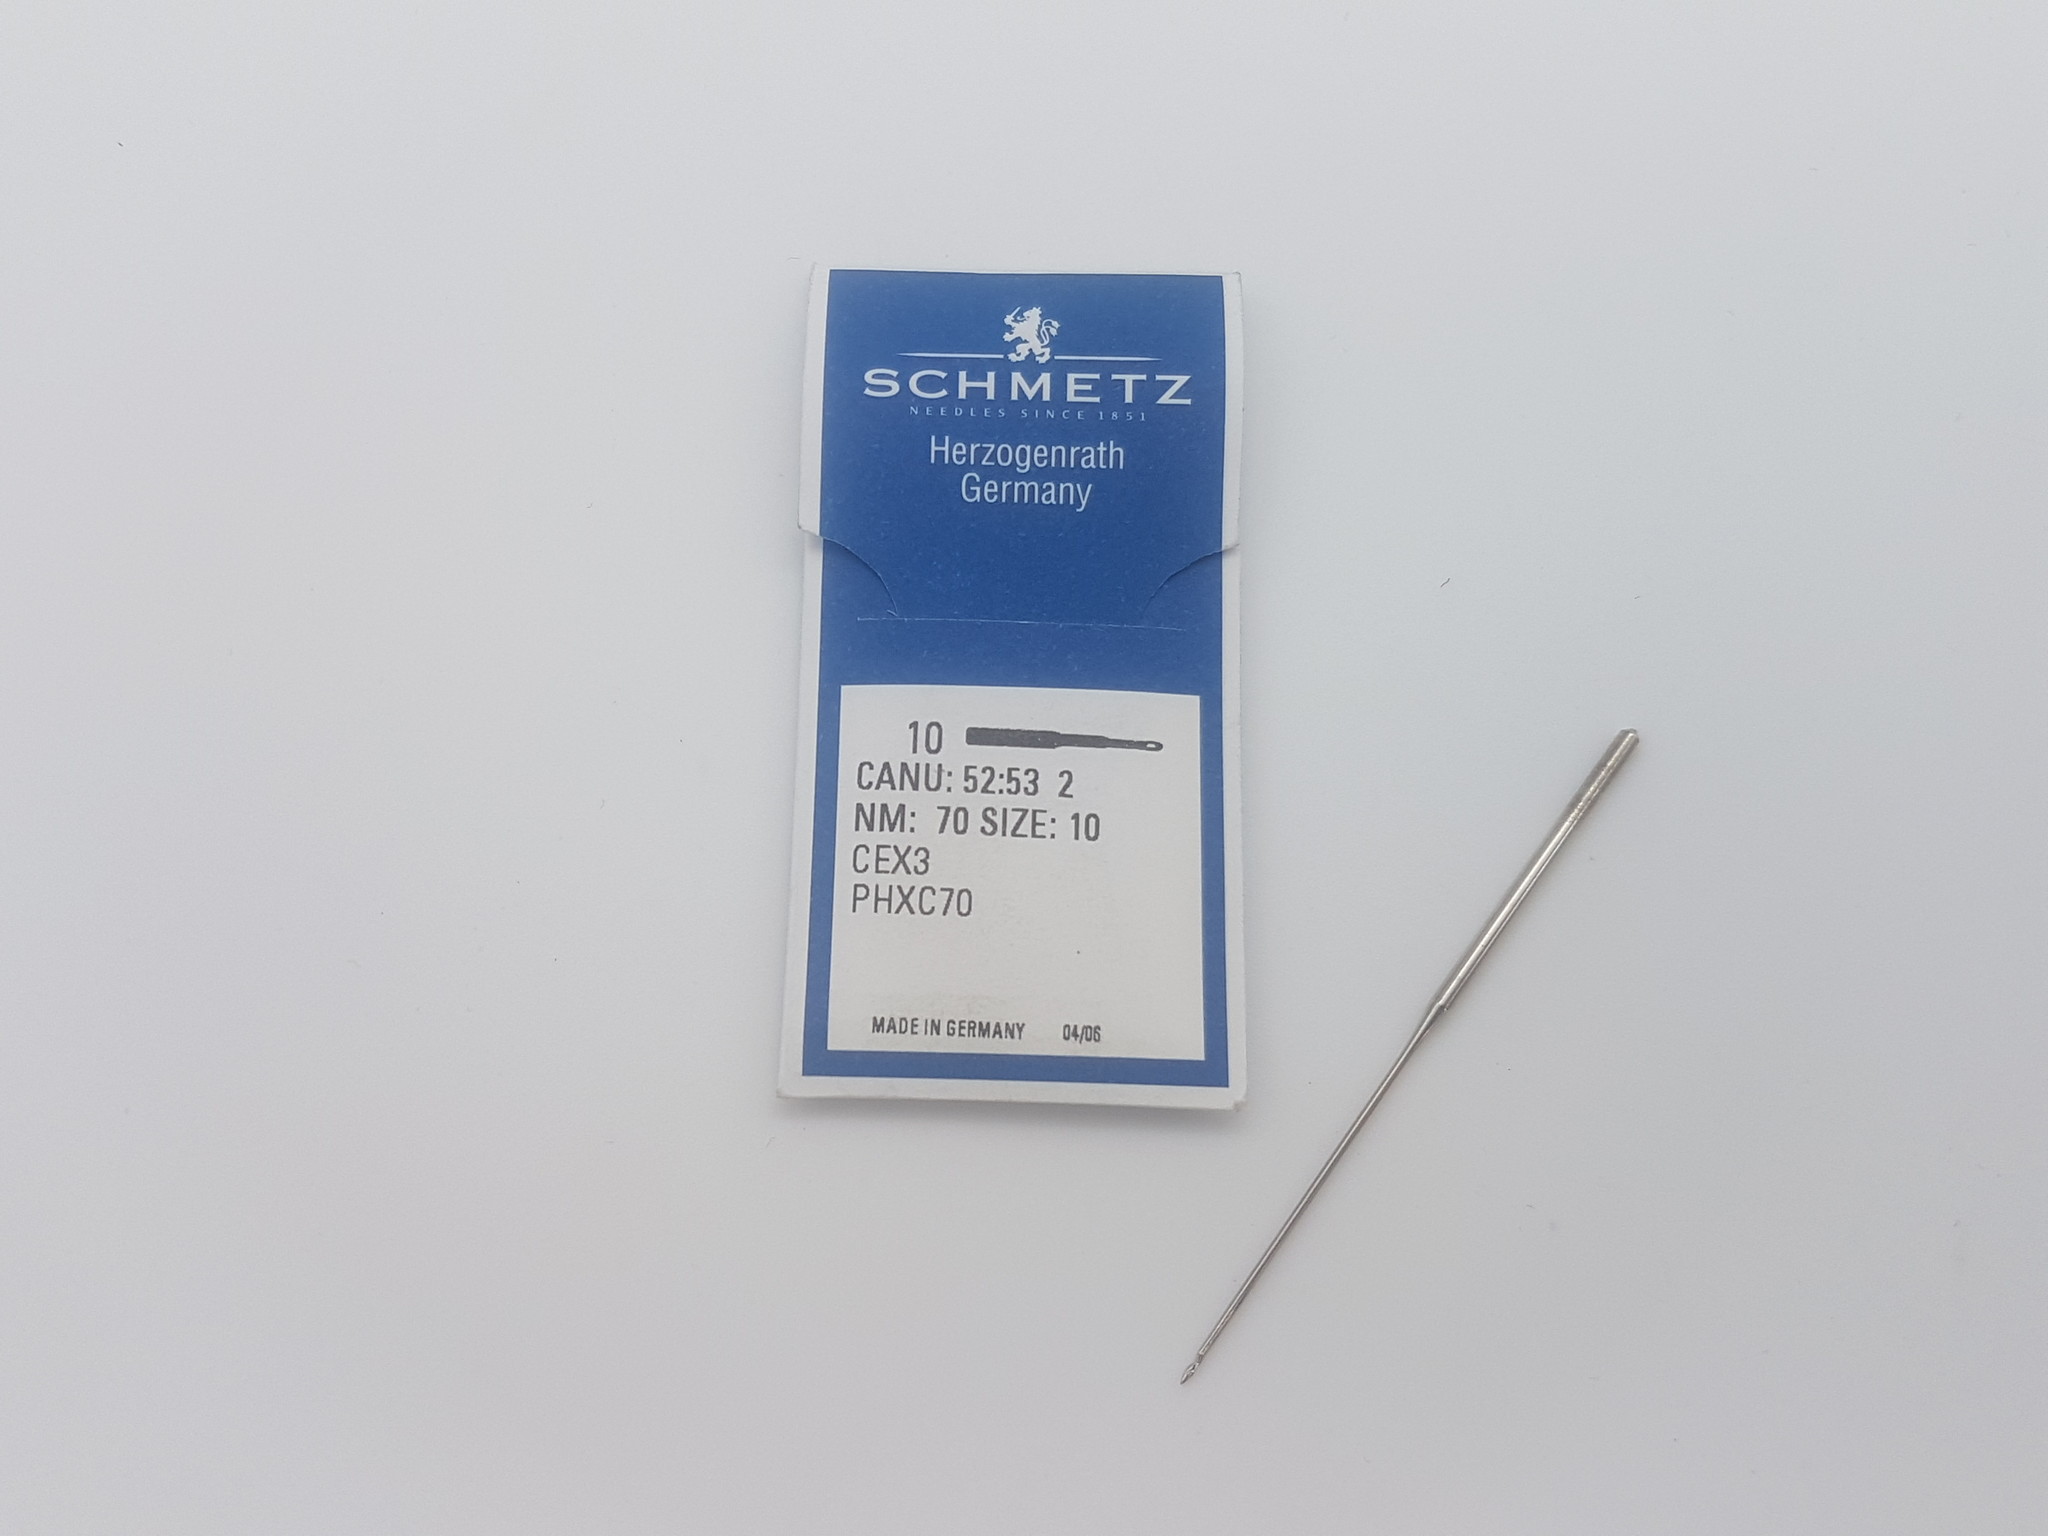 SCHMETZ
NEEDLES SINCE 1851
Herzogenrath
Germany
10
CANU: 52:53 2
NM: 70 SIZE: 10
CEX3
PHXC70
MADE IN GERMANY 04/06